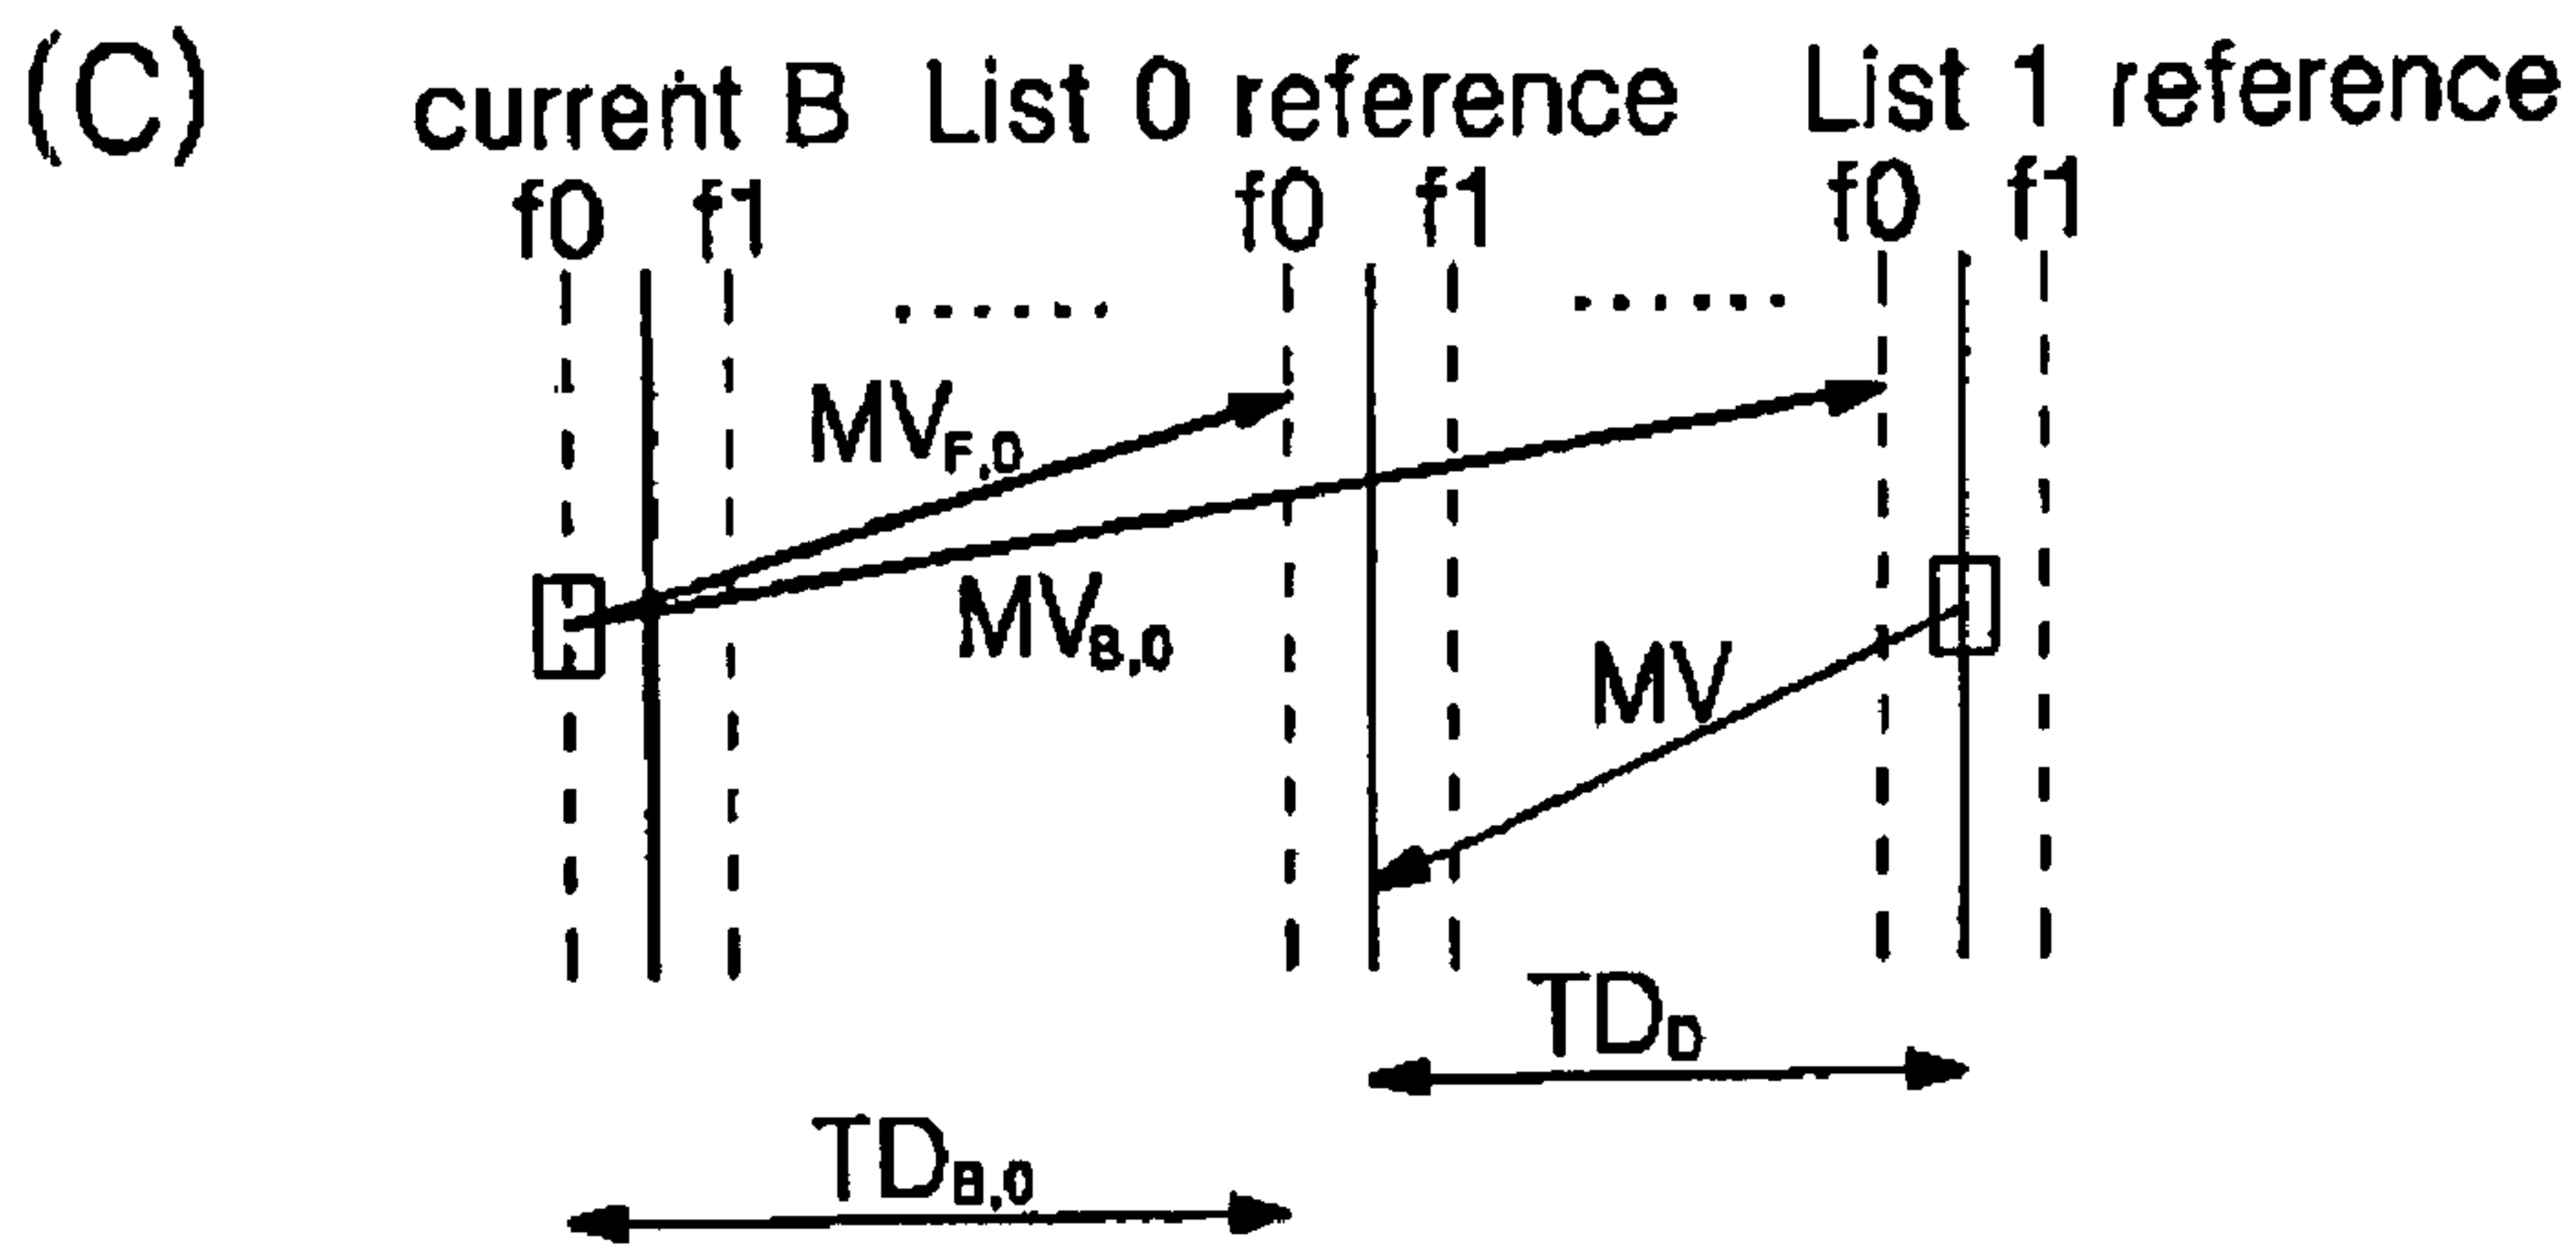 (C) current B List 0 reference List 1 reference
f0 f1 f0 f1 f0 f1
MVF,0
MVB,0
MV
TDD
TDB,0